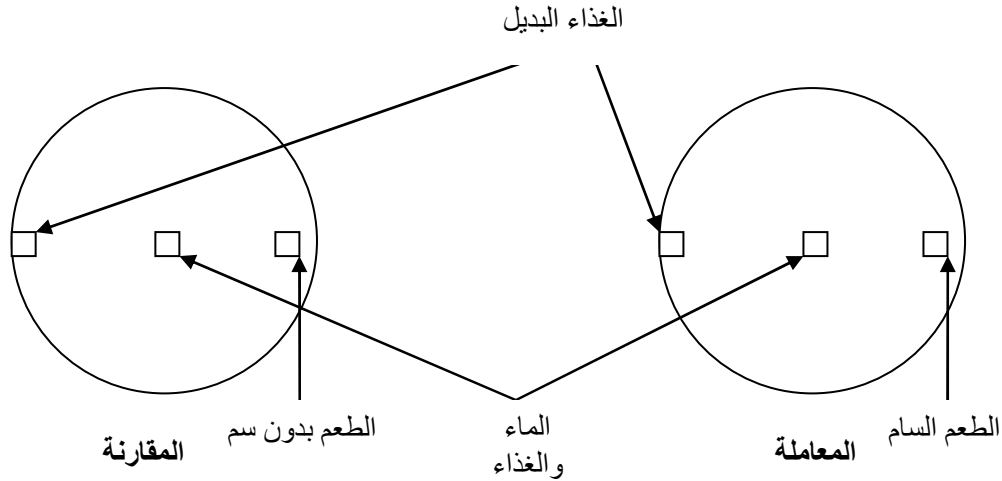 الغذاء البديل
الطعم السام
المعاملة
الماء
والغذاء
الطعم بدون سم
المقارنة